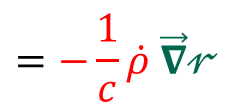 = − 1/c ρ̇ ∇⃗𝓇